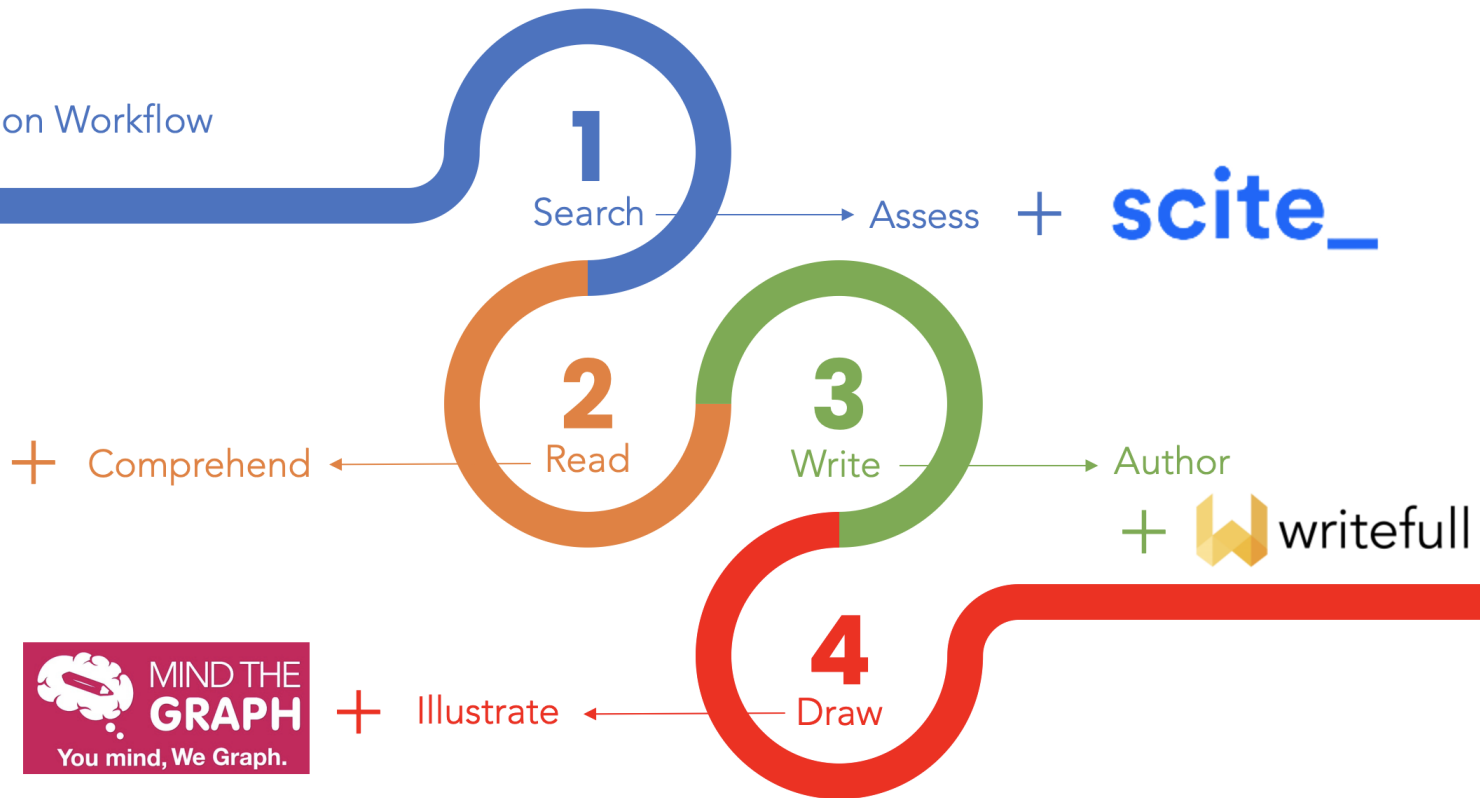 on Workflow
1
Search
Assess + scite_
2
Read
+ Comprehend
3
Write
Author
+ writefull
4
Draw
+ Illustrate
MIND THE
GRAPH
You mind, We Graph.